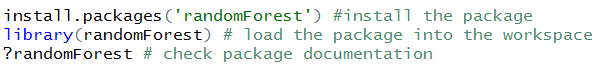 install.packages('randomForest') #install the package
library(randomForest) # load the package into the workspace
?randomForest # check package documentation